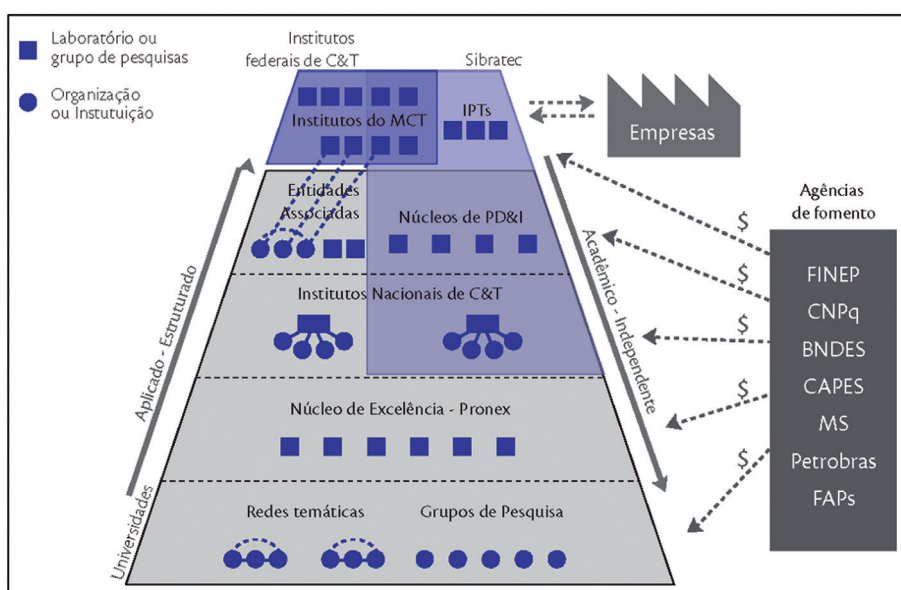 Laboratório ou
grupo de pesquisas
Organização
ou Instutuição
Institutos
federais de C&T
Sibratec
Institutos do MCT
IPTs
Empresas
Entidades
Associadas
Núcleos de PD&I
Institutos Nacionais de C&T
Núcleo de Excelência - Pronex
Redes temáticas
Grupos de Pesquisa
Universidades
Aplicado - Estruturado
Acadêmico - Independente
$
$
$
$
$
Agências
de fomento
FINEP
CNPq
BNDES
CAPES
MS
Petrobras
FAPs